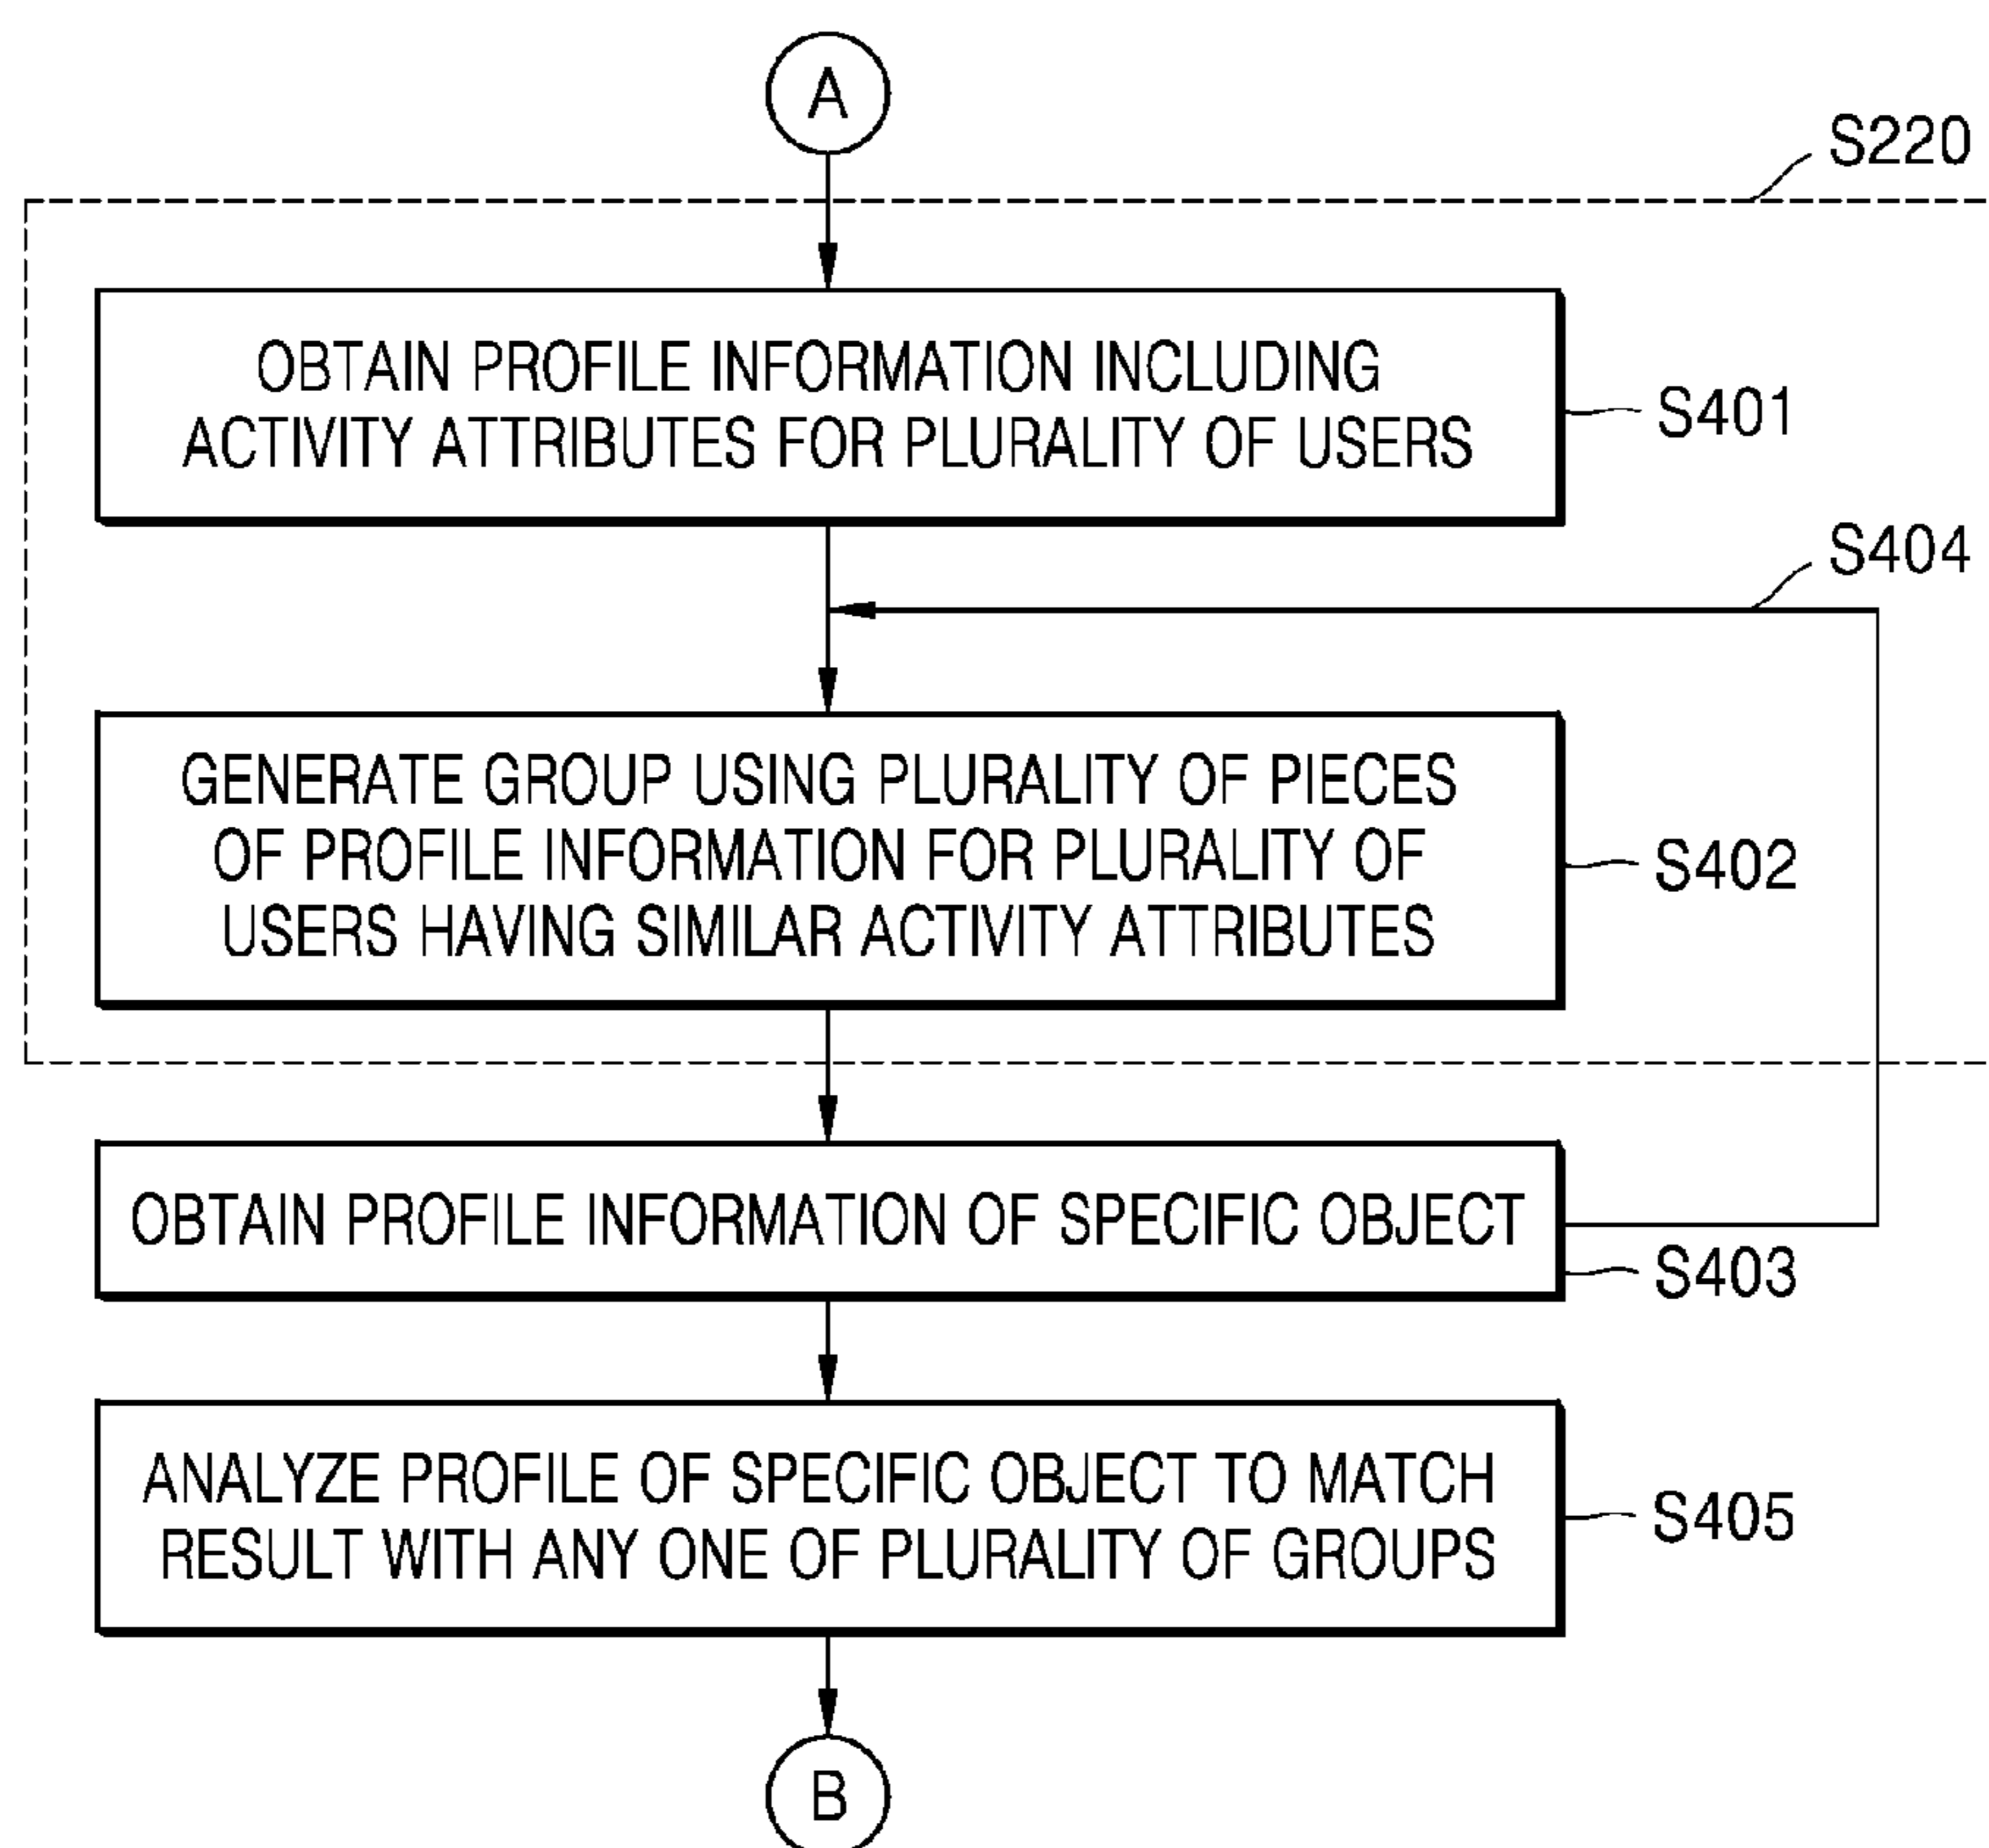 A
S220
OBTAIN PROFILE INFORMATION INCLUDING
ACTIVITY ATTRIBUTES FOR PLURALITY OF USERS
S401
S404
GENERATE GROUP USING PLURALITY OF PIECES
OF PROFILE INFORMATION FOR PLURALITY OF
USERS HAVING SIMILAR ACTIVITY ATTRIBUTES
S402
OBTAIN PROFILE INFORMATION OF SPECIFIC OBJECT
S403
ANALYZE PROFILE OF SPECIFIC OBJECT TO MATCH
RESULT WITH ANY ONE OF PLURALITY OF GROUPS
S405
B